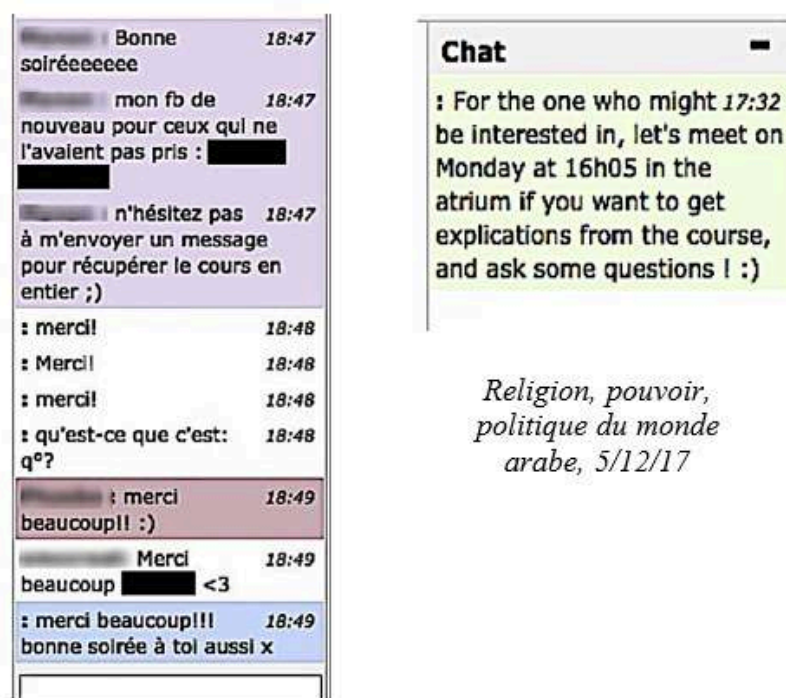 : Bonne 18:47
soiréeeeeee
: mon fb de 18:47
nouveau pour ceux qui ne
l'avaient pas pris :
: n'hésitez pas 18:47
à m'envoyer un message
pour récupérer le cours en
entier ;)
: merci! 18:48
: Merci! 18:48
: merci! 18:48
: qu'est-ce que c'est: 18:48
q°?
: merci 18:49
beaucoup!! :)
Merci 18:49
beaucoup <3
: merci beaucoup!!! 18:49
bonne soirée à toi aussi x
Chat -
: For the one who might 17:32
be interested in, let's meet on
Monday at 16h05 in the
atrium if you want to get
explications from the course,
and ask some questions ! :)
Religion, pouvoir,
politique du monde
arabe, 5/12/17